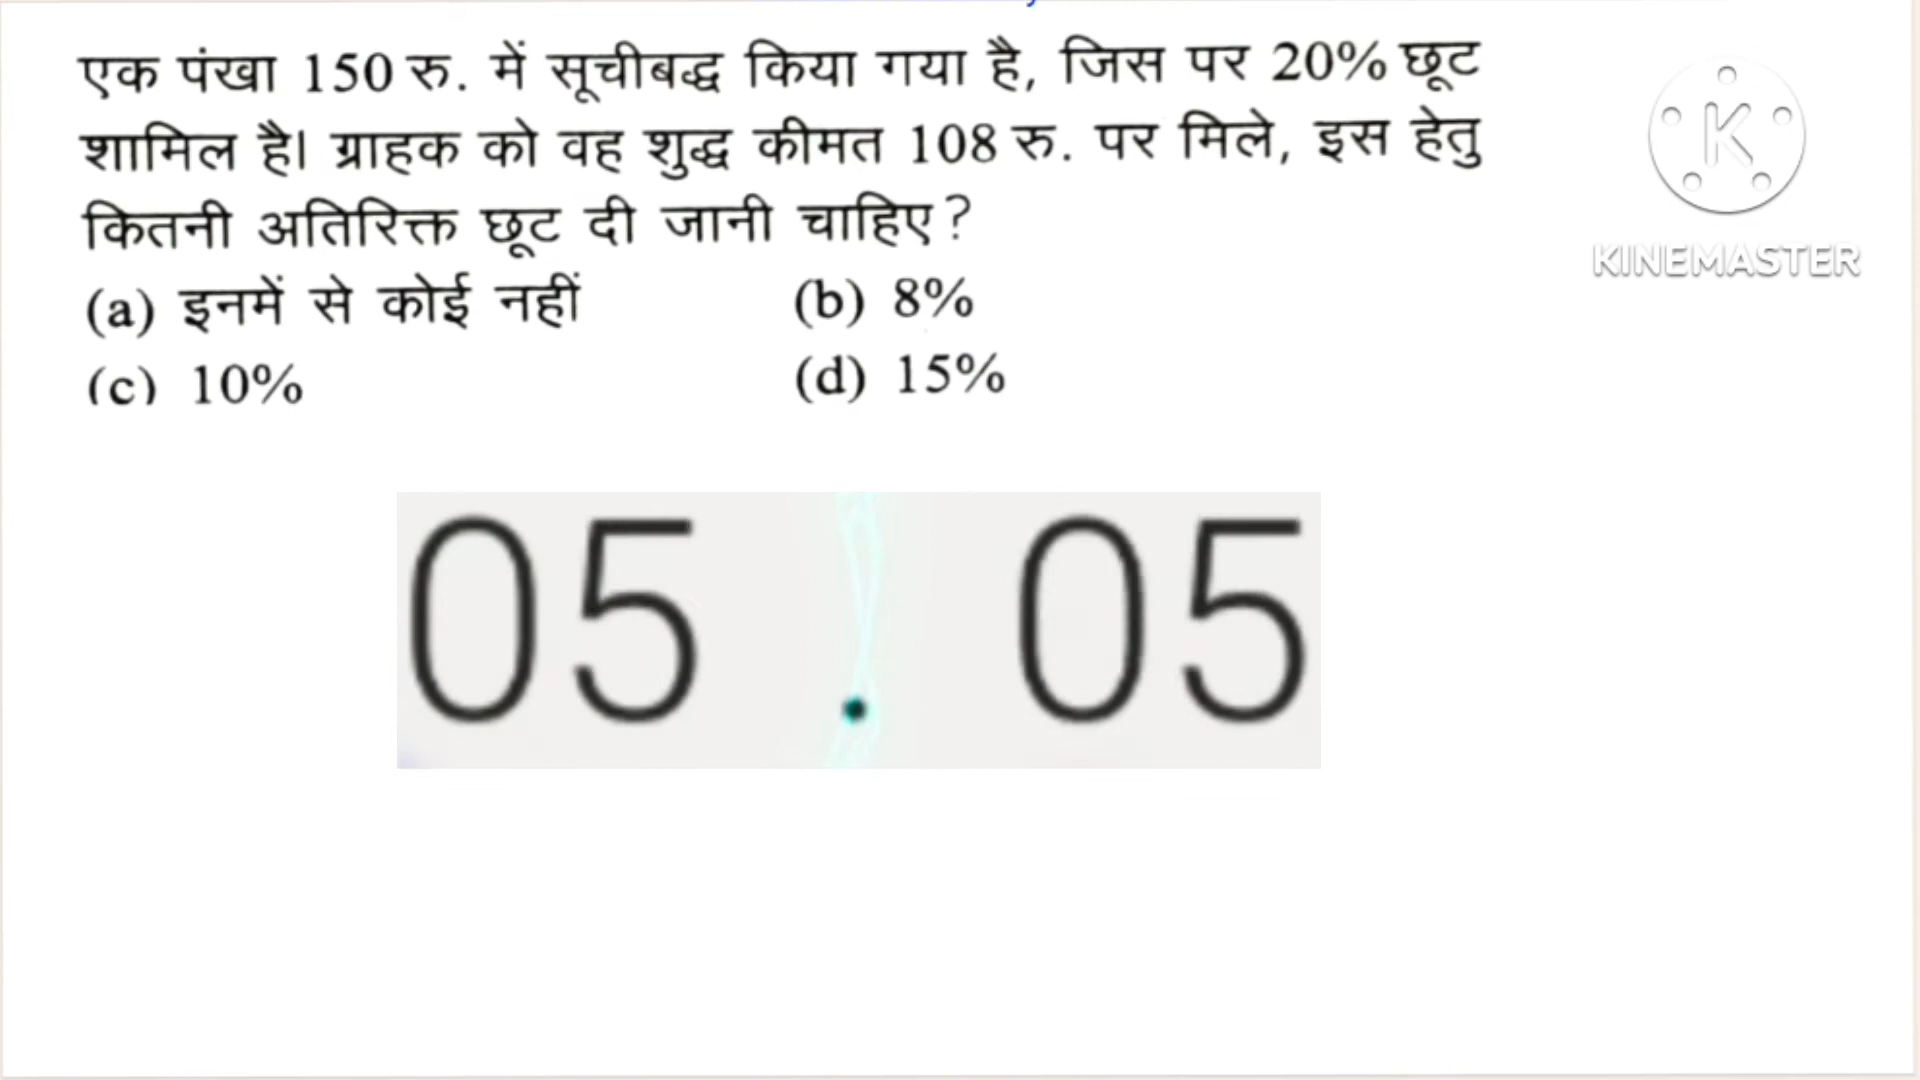 एक पंखा 150 रु. में सूचीबद्ध किया गया है, जिस पर 20% छूट
शामिल है। ग्राहक को वह शुद्ध कीमत 108 रु. पर मिले, इस हेतु
कितनी अतिरिक्त छूट दी जानी चाहिए?
(a) इनमें से कोई नहीं (b) 8%
(c) 10% (d) 15%
05 . 05
K
KINEMASTER